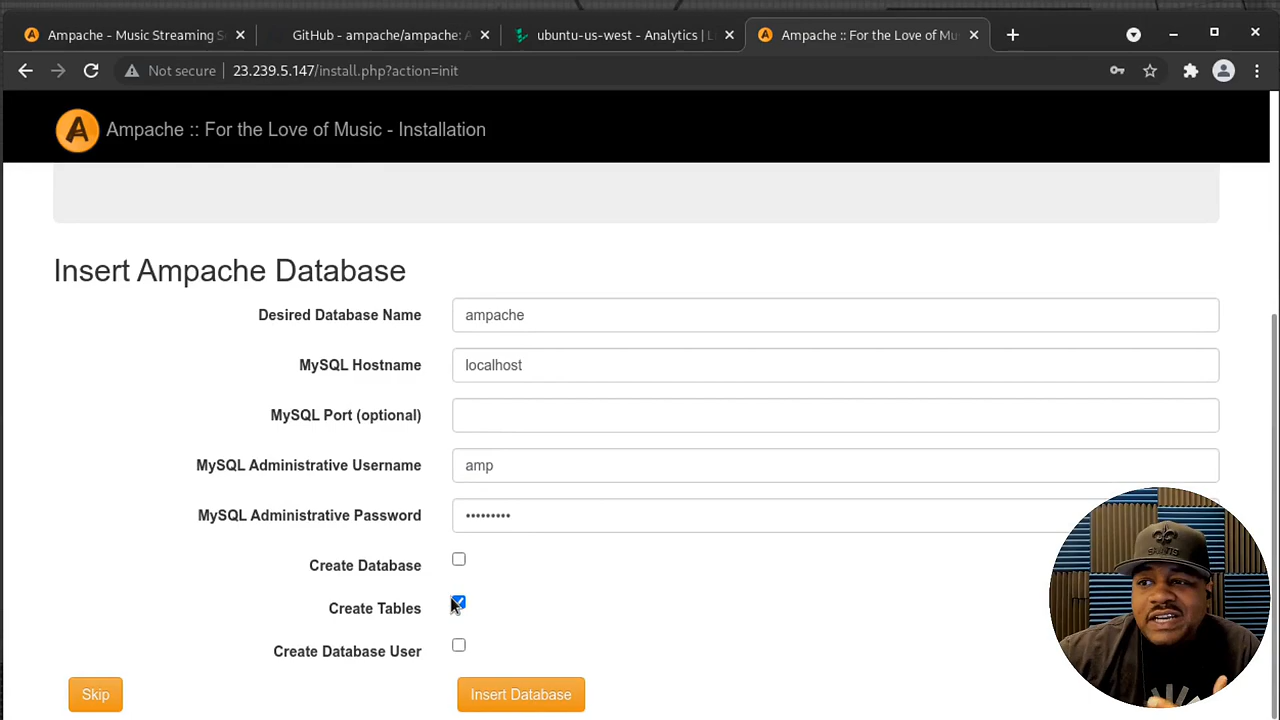 Ampache - Music Streaming S
GitHub - ampache/ampache: A
ubuntu-us-west - Analytics | L
Ampache :: For the Love of Mu
Not secure
23.239.5.147/install.php?action=init
Ampache :: For the Love of Music - Installation
Insert Ampache Database
Desired Database Name
ampache
MySQL Hostname
localhost
MySQL Port (optional)
MySQL Administrative Username
amp
MySQL Administrative Password
•••••••••
Create Database
Create Tables
Create Database User
Skip
Insert Database